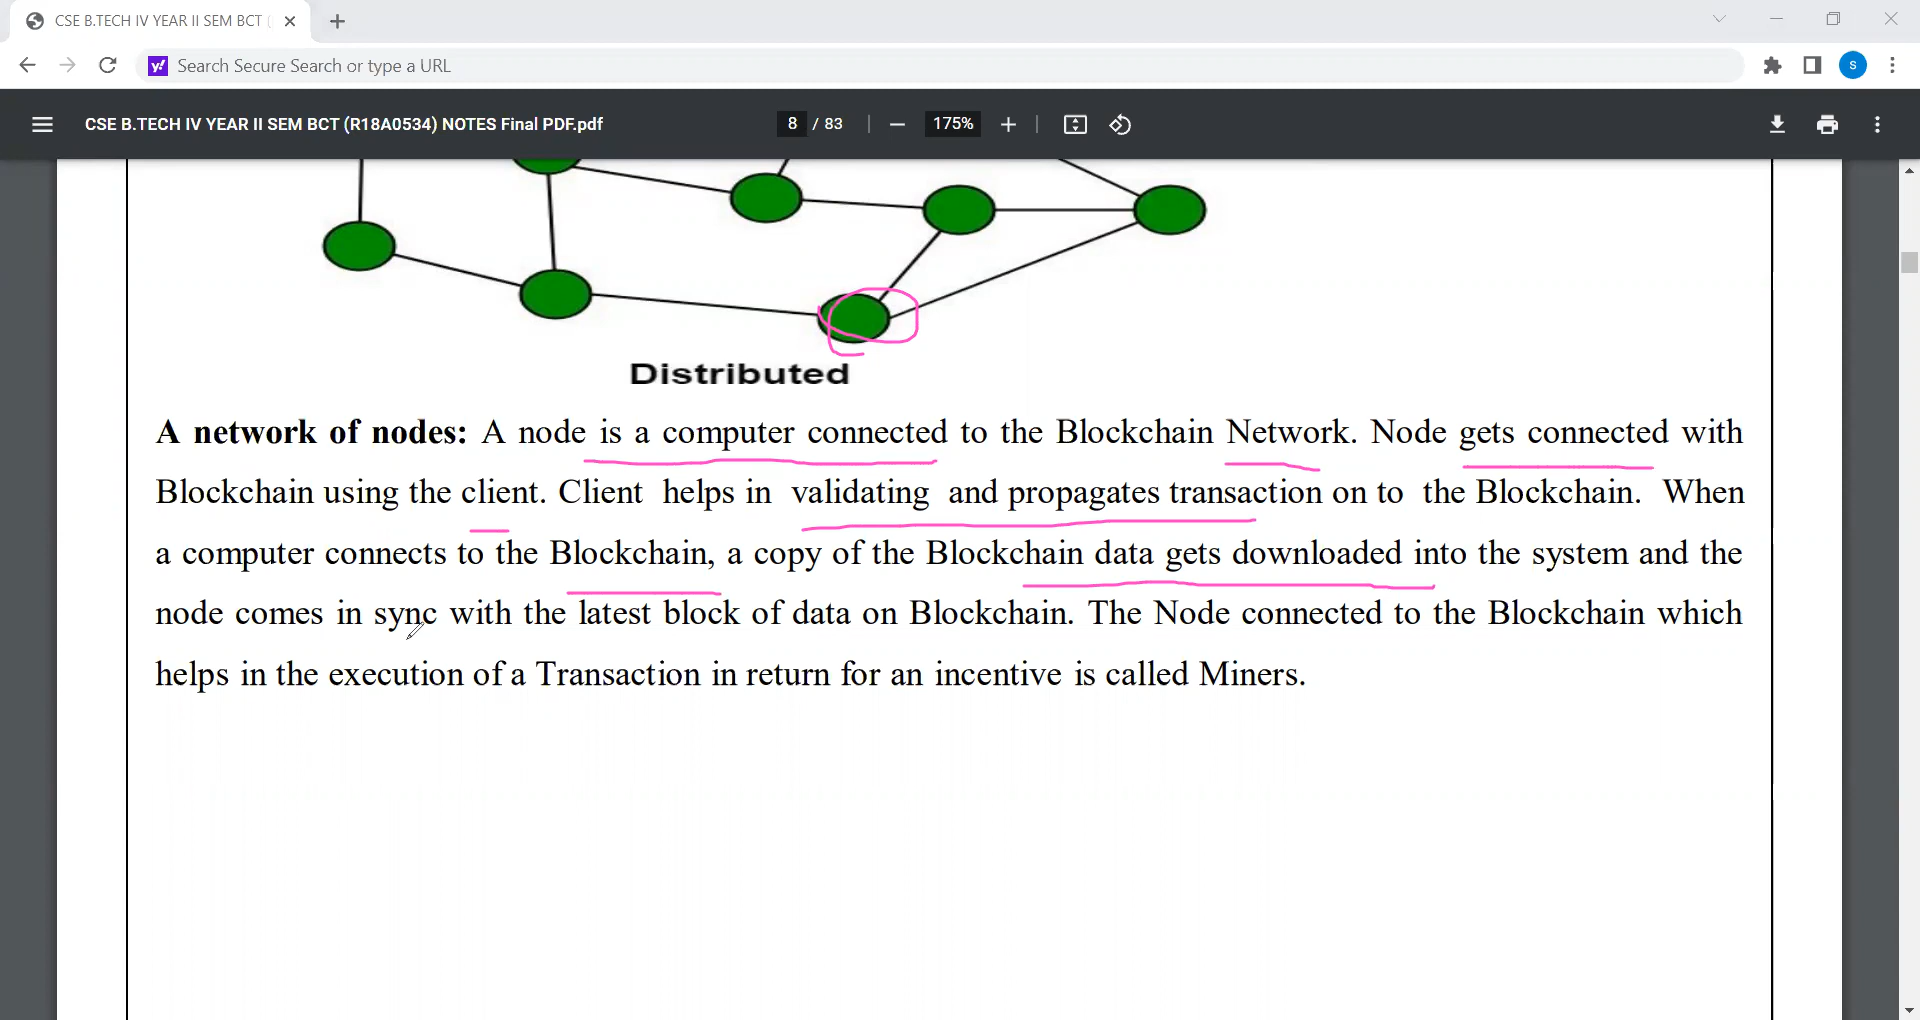 CSE B.TECH IV YEAR II SEM BCT (
Search Secure Search or type a URL
S
CSE B.TECH IV YEAR II SEM BCT (R18A0534) NOTES Final PDF.pdf
8 / 83
175%
Distributed
A network of nodes: A node is a computer connected to the Blockchain Network. Node gets connected with
Blockchain using the client. Client helps in validating and propagates transaction on to the Blockchain. When
a computer connects to the Blockchain, a copy of the Blockchain data gets downloaded into the system and the
node comes in sync with the latest block of data on Blockchain. The Node connected to the Blockchain which
helps in the execution of a Transaction in return for an incentive is called Miners.